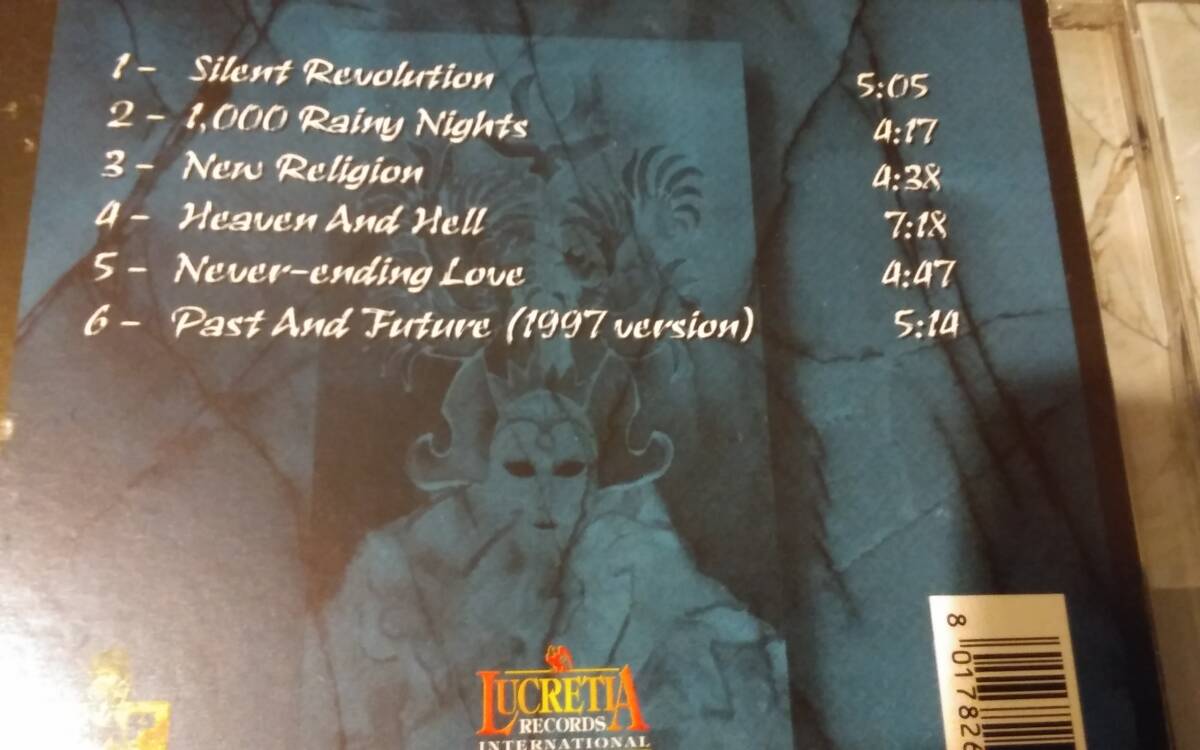 1 - Silent Revolution 5:05
2 - 1,000 Rainy Nights 4:17
3 - New Religion 4:38
4 - Heaven And Hell 7:18
5 - Never-ending Love 4:47
6 - Past And Future (1997 version) 5:14
LUCRETIA
RECORDS
INTERNATIONAL
8 017826